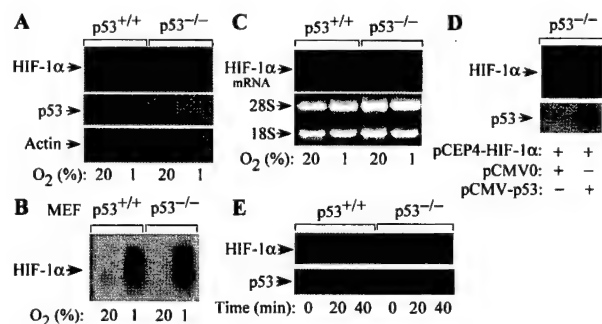 A
p53+/+ p53−/−
HIF-1α
p53
Actin
O2 (%): 20 1 20 1
B
MEF p53+/+ p53−/−
HIF-1α
O2 (%): 20 1 20 1
C
p53+/+ p53−/−
HIF-1α
mRNA
28S
18S
O2 (%): 20 1 20 1
D
p53−/−
HIF-1α
p53
pCEP4-HIF-1α: + +
pCMV0: + −
pCMV-p53: − +
E
p53+/+ p53−/−
HIF-1α
p53
Time (min): 0 20 40 0 20 40